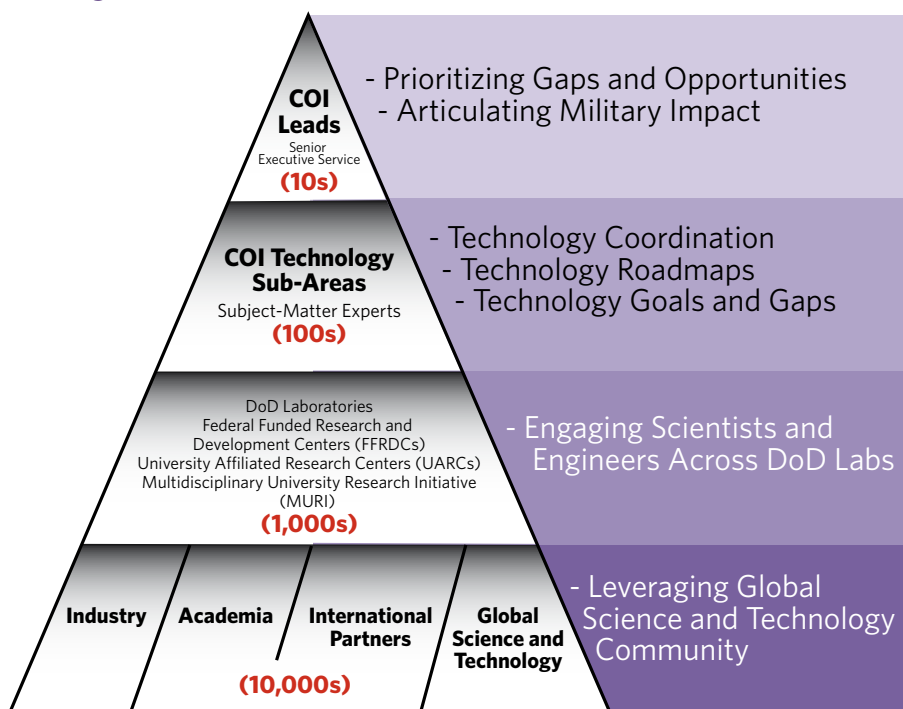 COI
Leads
Senior
Executive Service
(10s)
- Prioritizing Gaps and Opportunities
- Articulating Military Impact
COI Technology
Sub-Areas
Subject-Matter Experts
(100s)
- Technology Coordination
- Technology Roadmaps
- Technology Goals and Gaps
DoD Laboratories
Federal Funded Research and
Development Centers (FFRDCs)
University Affiliated Research Centers (UARCs)
Multidisciplinary University Research Initiative
(MURI)
(1,000s)
- Engaging Scientists and
Engineers Across DoD Labs
Industry
Academia
International
Partners
Global
Science and
Technology
(10,000s)
- Leveraging Global
Science and Technology
Community